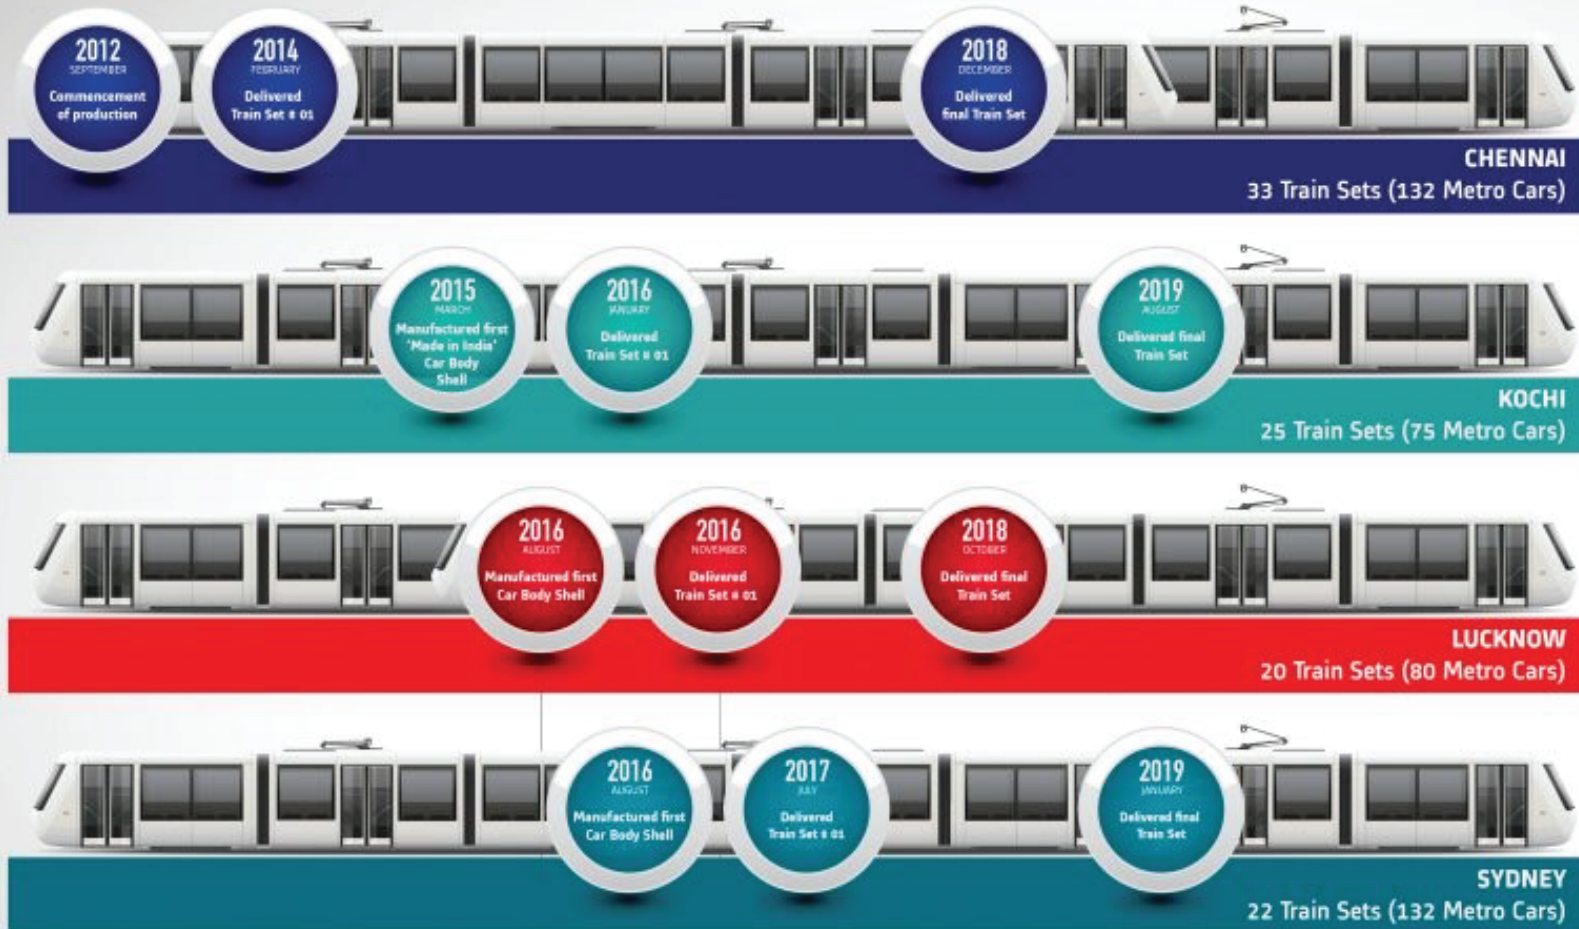 2012
SEPTEMBER
Commencement
of production
2014
FEBRUARY
Delivered
Train Set # 01
2018
DECEMBER
Delivered
final Train Set
CHENNAI
33 Train Sets (132 Metro Cars)
2015
MARCH
Manufactured first
'Made in India'
Car Body
Shell
2016
JANUARY
Delivered
Train Set # 01
2019
AUGUST
Delivered final
Train Set
KOCHI
25 Train Sets (75 Metro Cars)
2016
AUGUST
Manufactured first
Car Body Shell
2016
NOVEMBER
Delivered
Train Set # 01
2018
OCTOBER
Delivered final
Train Set
LUCKNOW
20 Train Sets (80 Metro Cars)
2016
AUGUST
Manufactured first
Car Body Shell
2017
JULY
Delivered
Train Set # 01
2019
JANUARY
Delivered final
Train Set
SYDNEY
22 Train Sets (132 Metro Cars)